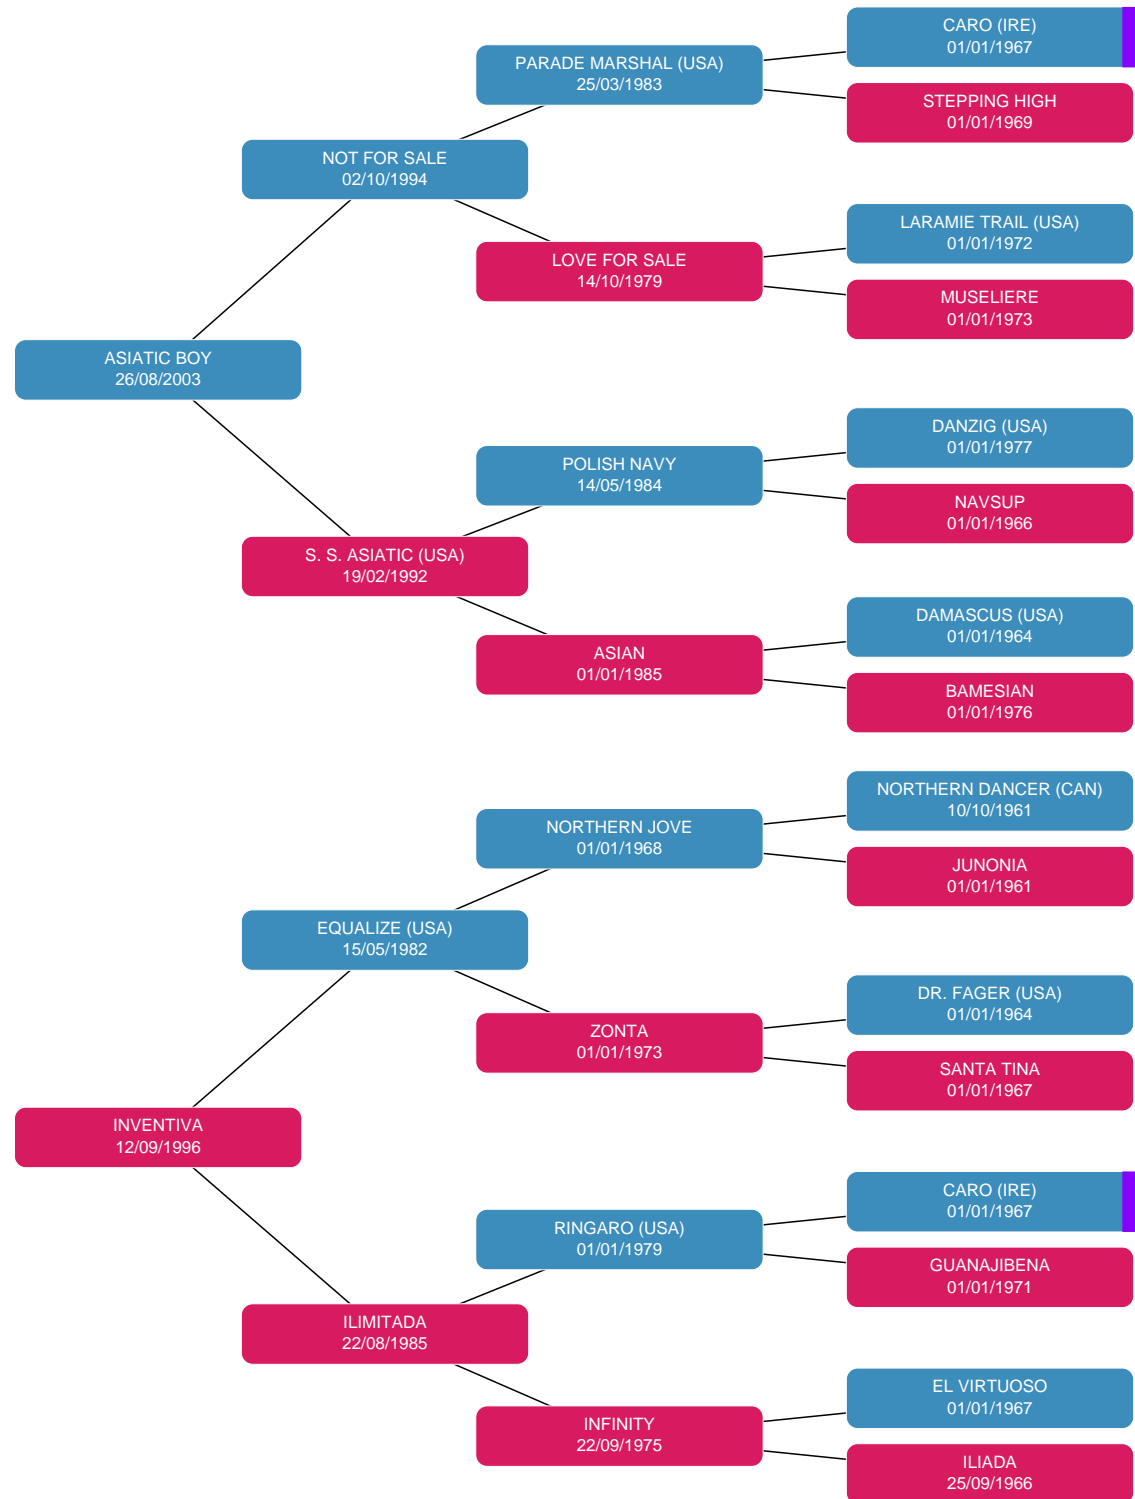 CARO (IRE)
01/01/1967
PARADE MARSHAL (USA)
25/03/1983
STEPPING HIGH
01/01/1969
NOT FOR SALE
02/10/1994
LARAMIE TRAIL (USA)
01/01/1972
LOVE FOR SALE
14/10/1979
MUSELIERE
01/01/1973
ASIATIC BOY
26/08/2003
DANZIG (USA)
01/01/1977
POLISH NAVY
14/05/1984
NAVSUP
01/01/1966
S. S. ASIATIC (USA)
19/02/1992
DAMASCUS (USA)
01/01/1964
ASIAN
01/01/1985
BAMESIAN
01/01/1976
NORTHERN DANCER (CAN)
10/10/1961
NORTHERN JOVE
01/01/1968
JUNONIA
01/01/1961
EQUALIZE (USA)
15/05/1982
DR. FAGER (USA)
01/01/1964
ZONTA
01/01/1973
SANTA TINA
01/01/1967
INVENTIVA
12/09/1996
CARO (IRE)
01/01/1967
RINGARO (USA)
01/01/1979
GUANAJIBENA
01/01/1971
ILIMITADA
22/08/1985
EL VIRTUOSO
01/01/1967
INFINITY
22/09/1975
ILIADA
25/09/1966